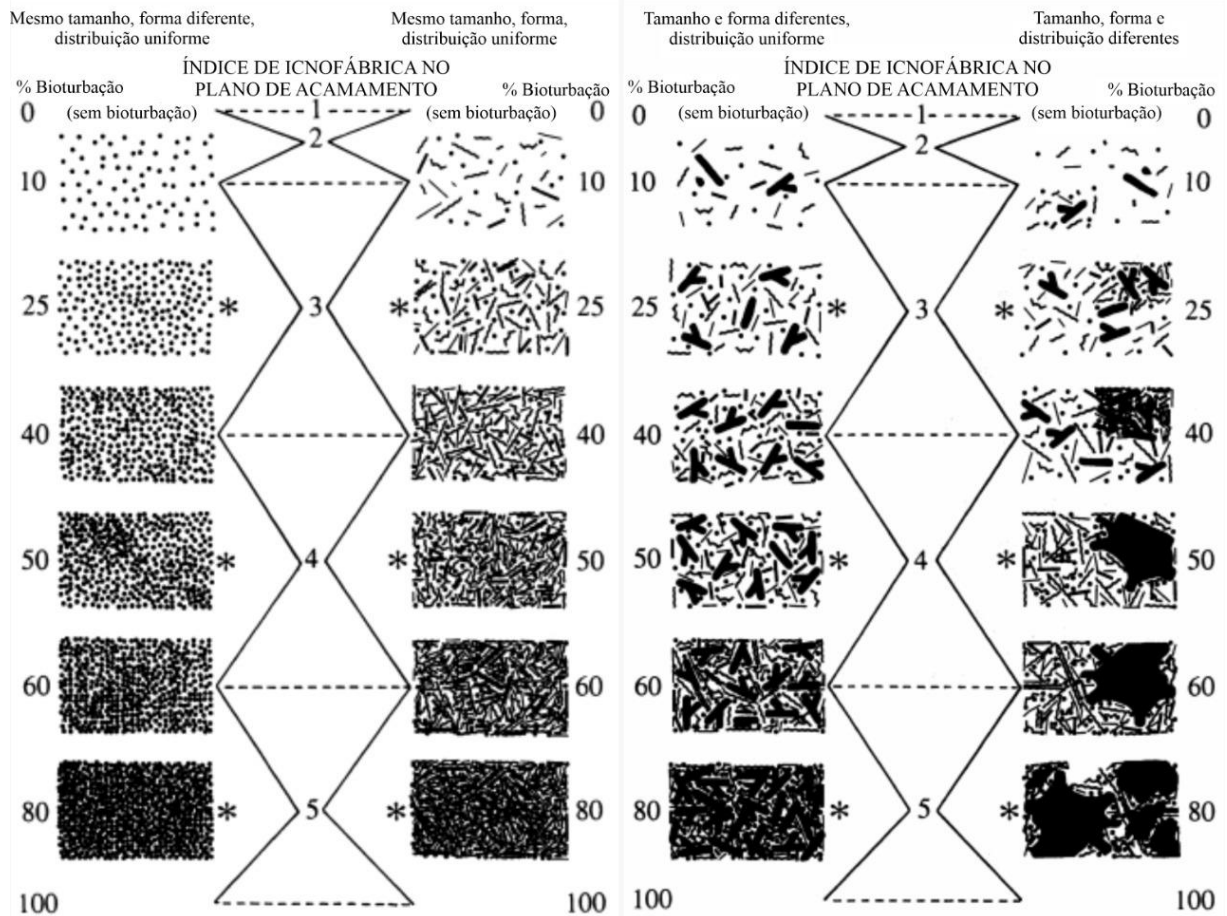 Mesmo tamanho, forma diferente,
distribuição uniforme
Mesmo tamanho, forma,
distribuição uniforme
ÍNDICE DE ICNOFÁBRICA NO
PLANO DE ACAMAMENTO
% Bioturbação
% Bioturbação
(sem bioturbação)
(sem bioturbação)
0
1
0
2
10
10
25
*
3
*
25
40
40
50
*
4
*
50
60
60
80
*
5
*
80
100
100
Tamanho e forma diferentes,
distribuição uniforme
Tamanho, forma e
distribuição diferentes
ÍNDICE DE ICNOFÁBRICA NO
PLANO DE ACAMAMENTO
% Bioturbação
% Bioturbação
(sem bioturbação)
(sem bioturbação)
0
1
0
2
10
10
25
*
3
*
25
40
40
50
*
4
*
50
60
60
80
*
5
*
80
100
100